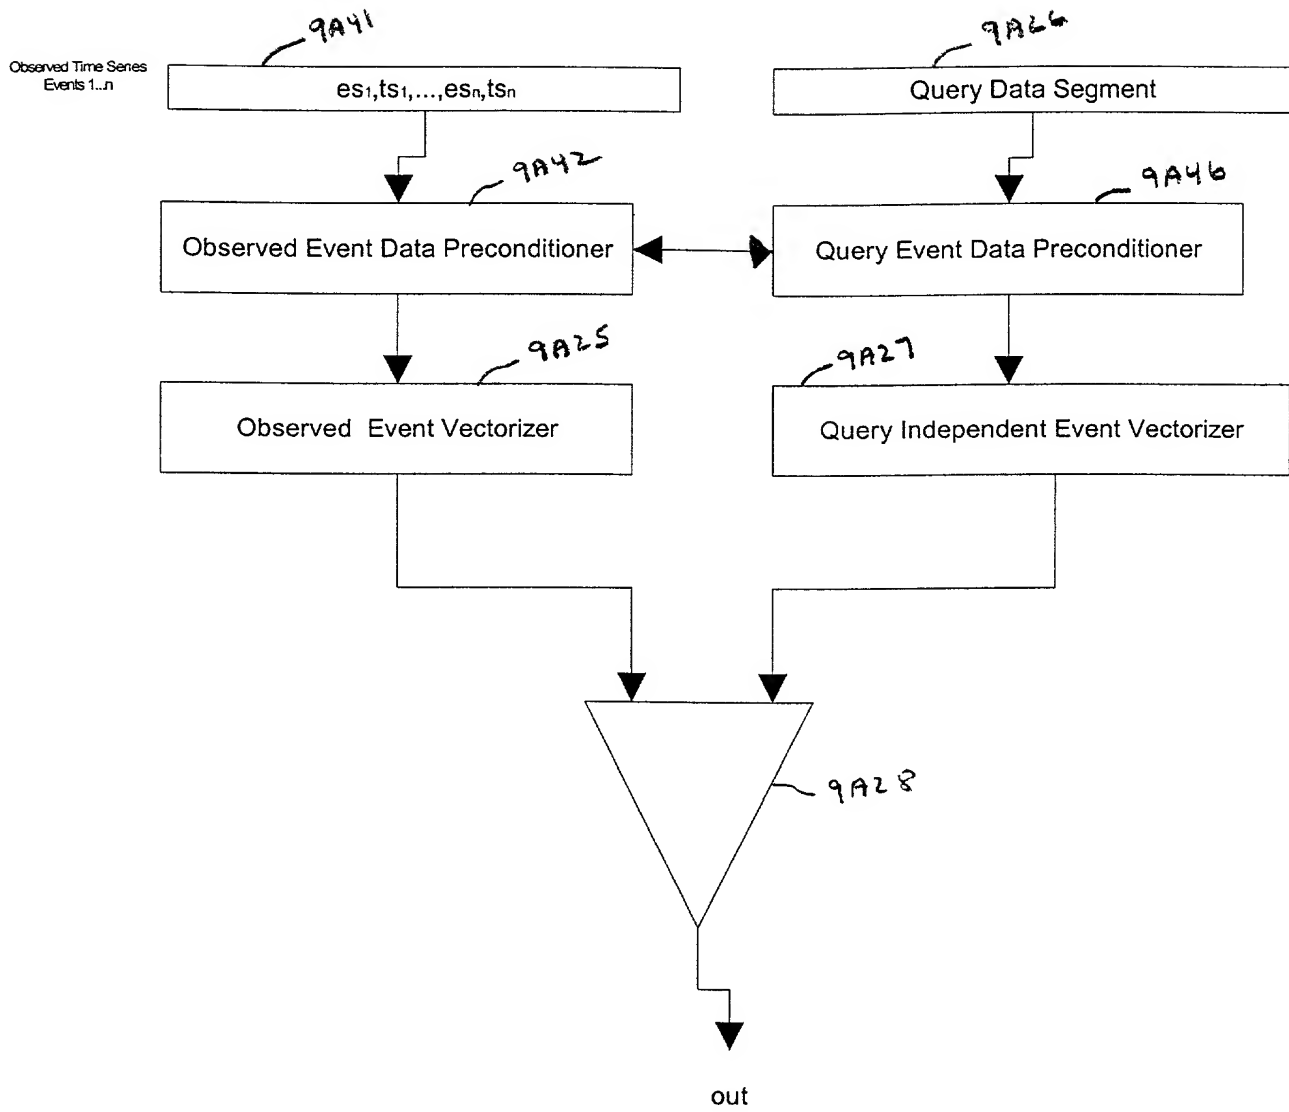 9A41
9A26
Observed Time Series
Events 1...n
es1,ts1,...,esn,tsn
Query Data Segment
9A42
9A46
Observed Event Data Preconditioner
Query Event Data Preconditioner
9A25
9A27
Observed Event Vectorizer
Query Independent Event Vectorizer
9A28
out